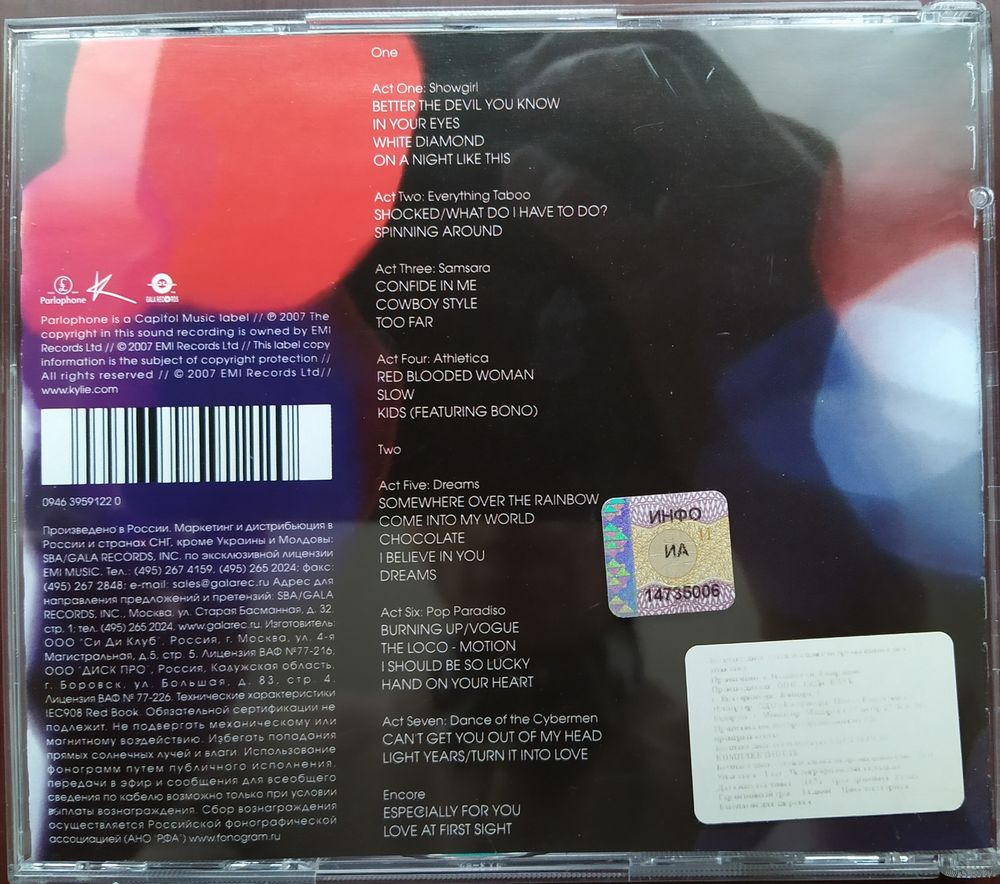 One
Act One: Showgirl
BETTER THE DEVIL YOU KNOW
IN YOUR EYES
WHITE DIAMOND
ON A NIGHT LIKE THIS
Act Two: Everything Taboo
SHOCKED/WHAT DO I HAVE TO DO?
SPINNING AROUND
Act Three: Samsara
CONFIDE IN ME
COWBOY STYLE
TOO FAR
Act Four: Athletica
RED BLOODED WOMAN
SLOW
KIDS (FEATURING BONO)
Two
Act Five: Dreams
SOMEWHERE OVER THE RAINBOW
COME INTO MY WORLD
CHOCOLATE
I BELIEVE IN YOU
DREAMS
Act Six: Pop Paradiso
BURNING UP/VOGUE
THE LOCO - MOTION
I SHOULD BE SO LUCKY
HAND ON YOUR HEART
Act Seven: Dance of the Cybermen
CAN'T GET YOU OUT OF MY HEAD
LIGHT YEARS/TURN IT INTO LOVE
Encore
ESPECIALLY FOR YOU
LOVE AT FIRST SIGHT
£
Parlophone
K
GALA RECORDS
Parlophone is a Capitol Music label // ℗ 2007 The
copyright in this sound recording is owned by EMI
Records Ltd // © 2007 EMI Records Ltd // This label copy
information is the subject of copyright protection //
All rights reserved // © 2007 EMI Records Ltd//
www.kylie.com
0946 3959122 0
Произведено в России. Маркетинг и дистрибьюция в
России и странах СНГ, кроме Украины и Молдовы:
SBA/GALA RECORDS, INC. по эксклюзивной лицензии
EMI MUSIC. Тел.: (495) 267 4159, (495) 265 2024; факс:
(495) 267 2848; e-mail: sales@galarec.ru Адрес для
направления предложений и претензий: SBA/GALA
RECORDS, INC., Москва, ул. Старая Басманная, д. 32,
стр. 1; тел. (495) 265 2024. www.galarec.ru. Изготовитель:
ООО "Си Ди Клуб", Россия, г. Москва, ул. 4-я
Магистральная, д.5, стр. 5. Лицензия ВАФ №77-216;
ООО "ДИСК ПРО", Россия, Калужская область,
г. Боровск, ул. Большая, д. 83, стр. 4.
Лицензия ВАФ № 77-226. Технические характеристики
IEC908 Red Book. Обязательной сертификации не
подлежит. Не подвергать механическому или
магнитному воздействию. Избегать попадания
прямых солнечных лучей и влаги. Использование
фонограмм путем публичного исполнения,
передачи в эфир и сообщения для всеобщего
сведения по кабелю возможно только при условии
выплаты вознаграждения. Сбор вознаграждения
осуществляется Российской фонографической
ассоциацией (АНО "РФА") www.fonogram.ru
ИНФО
И
ИА
14735006